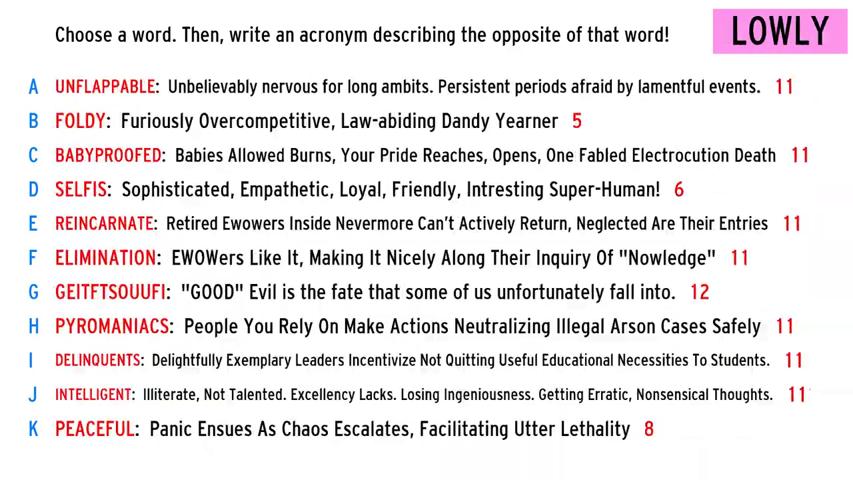 Choose a word. Then, write an acronym describing the opposite of that word!
LOWLY
A UNFLAPPABLE: Unbelievably nervous for long ambits. Persistent periods afraid by lamentful events. 11
B FOLDY: Furiously Overcompetitive, Law-abiding Dandy Yearner 5
C BABYPROOFED: Babies Allowed Burns, Your Pride Reaches, Opens, One Fabled Electrocution Death 11
D SELFIS: Sophisticated, Empathetic, Loyal, Friendly, Intresting Super-Human! 6
E REINCARNATE: Retired Ewowers Inside Nevermore Can't Actively Return, Neglected Are Their Entries 11
F ELIMINATION: EWOWers Like It, Making It Nicely Along Their Inquiry Of "Nowledge" 11
G GEITFTSOUUFI: "GOOD" Evil is the fate that some of us unfortunately fall into. 12
H PYROMANIACS: People You Rely On Make Actions Neutralizing Illegal Arson Cases Safely 11
I DELINQUENTS: Delightfully Exemplary Leaders Incentivize Not Quitting Useful Educational Necessities To Students. 11
J INTELLIGENT: Illiterate, Not Talented. Excellency Lacks. Losing Ingeniousness. Getting Erratic, Nonsensical Thoughts. 11
K PEACEFUL: Panic Ensues As Chaos Escalates, Facilitating Utter Lethality 8